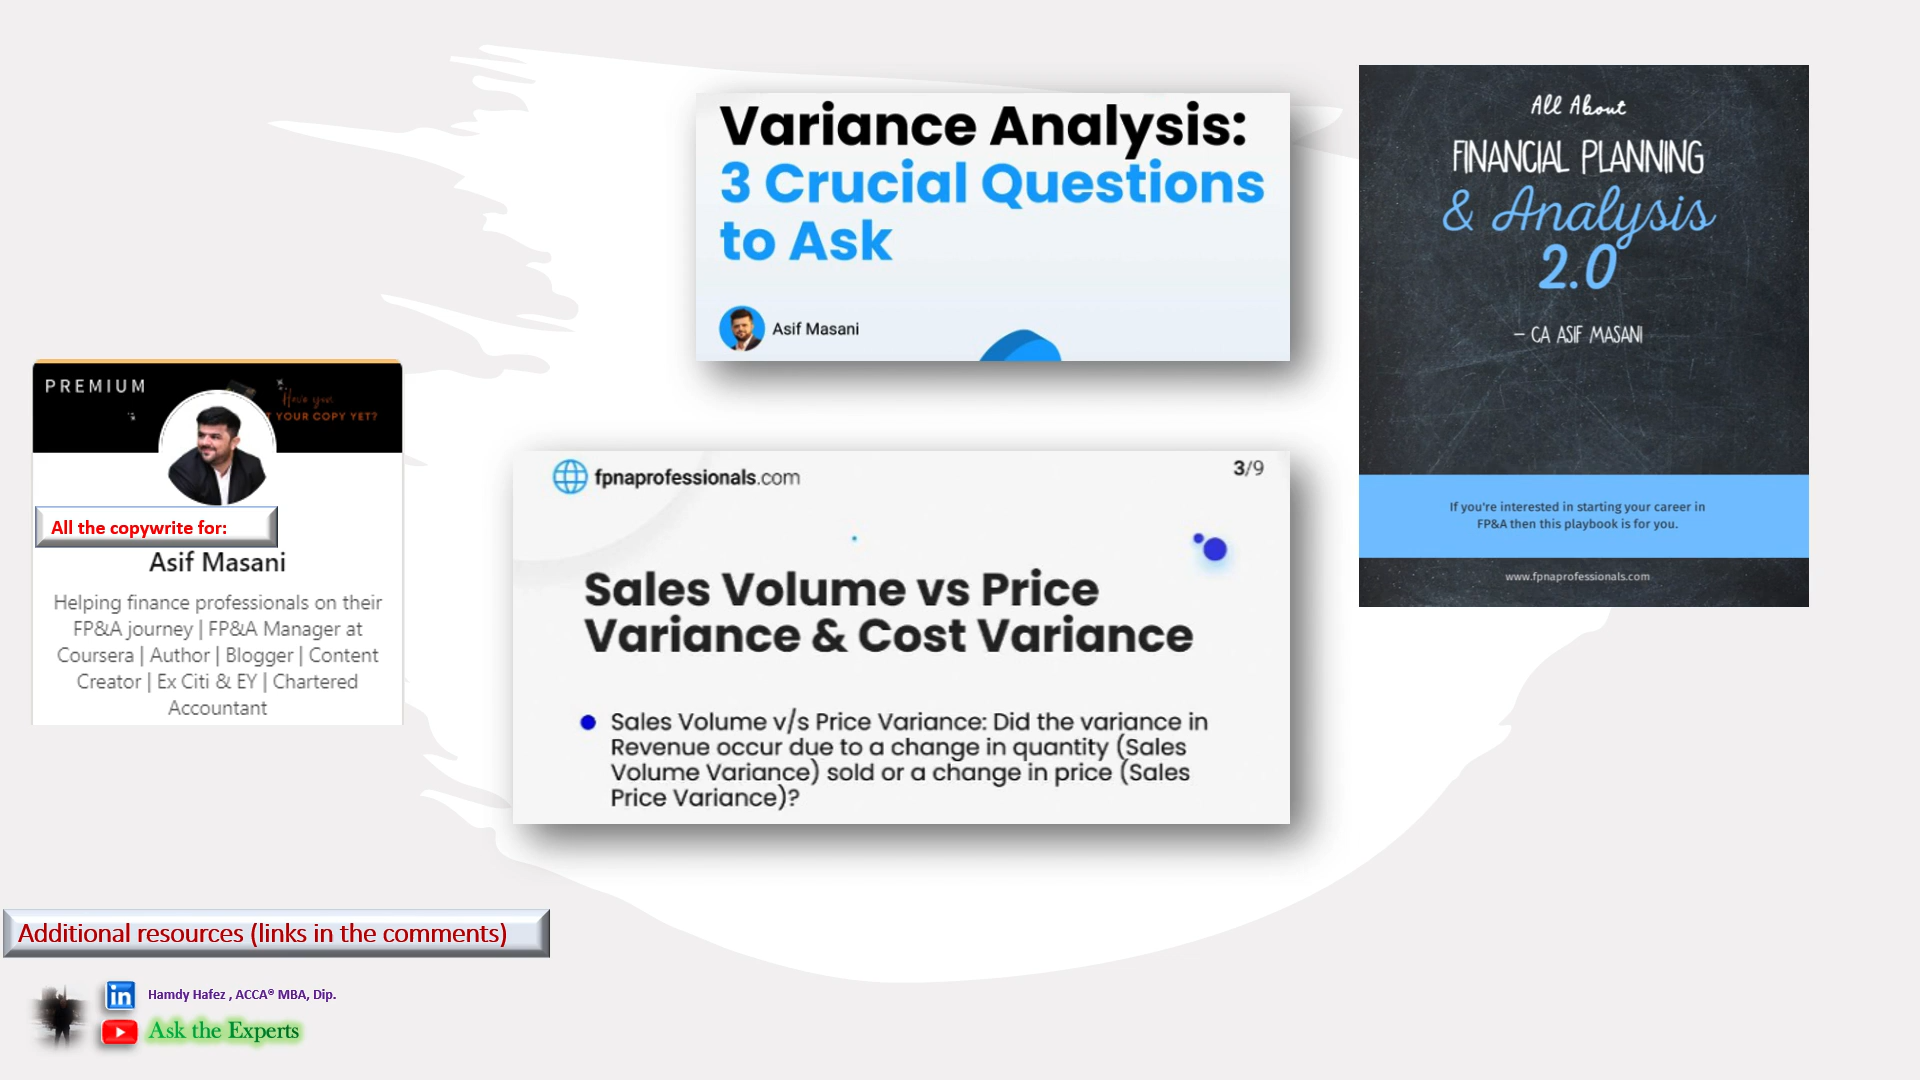 Variance Analysis:
3 Crucial Questions
to Ask
Asif Masani
All About
FINANCIAL PLANNING
& Analysis
2.0
– CA ASIF MASANI
If you're interested in starting your career in
FP&A then this playbook is for you.
www.fpnaprofessionals.com
PREMIUM
Have you
T YOUR COPY YET?
All the copywrite for:
Asif Masani
Helping finance professionals on their
FP&A journey | FP&A Manager at
Coursera | Author | Blogger | Content
Creator | Ex Citi & EY | Chartered
Accountant
fpnaprofessionals.com
3/9
Sales Volume vs Price
Variance & Cost Variance
Sales Volume v/s Price Variance: Did the variance in
Revenue occur due to a change in quantity (Sales
Volume Variance) sold or a change in price (Sales
Price Variance)?
Additional resources (links in the comments)
in
Hamdy Hafez , ACCA® MBA, Dip.
Ask the Experts